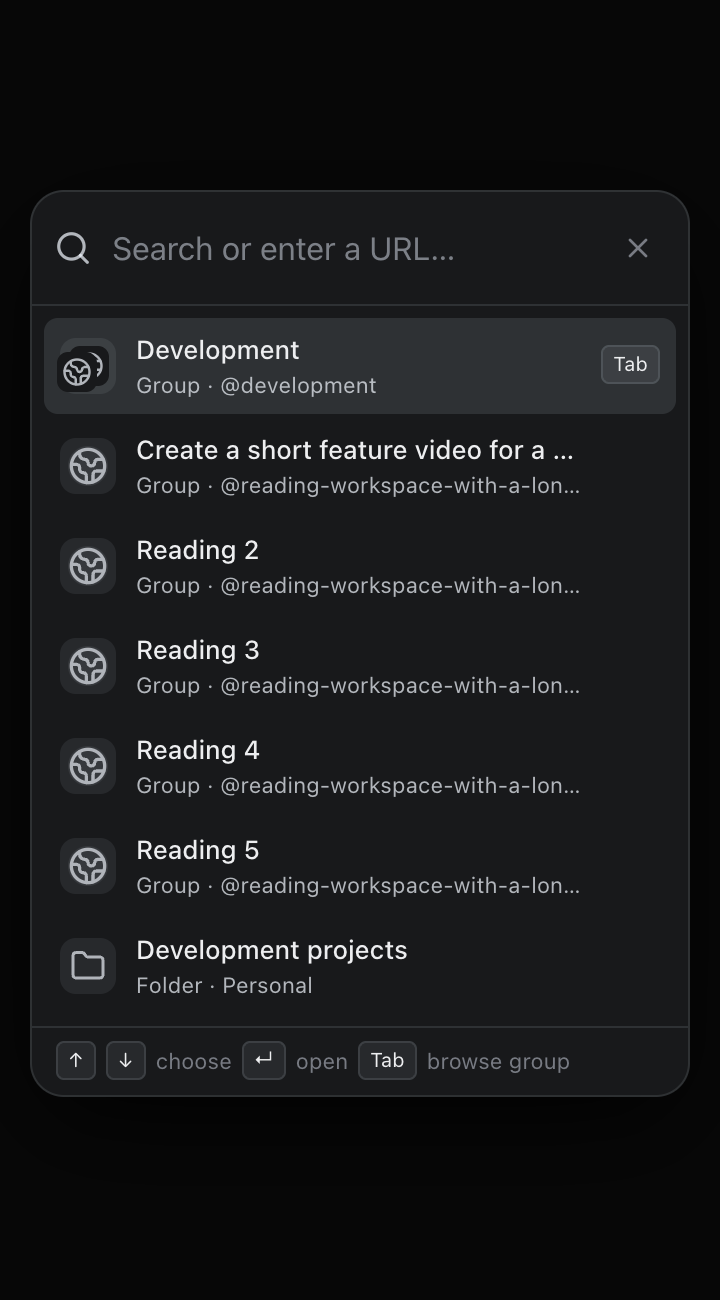 Search or enter a URL...
Development
Group · @development
Tab
Create a short feature video for a ...
Group · @reading-workspace-with-a-lon...
Reading 2
Group · @reading-workspace-with-a-lon...
Reading 3
Group · @reading-workspace-with-a-lon...
Reading 4
Group · @reading-workspace-with-a-lon...
Reading 5
Group · @reading-workspace-with-a-lon...
Development projects
Folder · Personal
↑ ↓ choose ↵ open Tab browse group